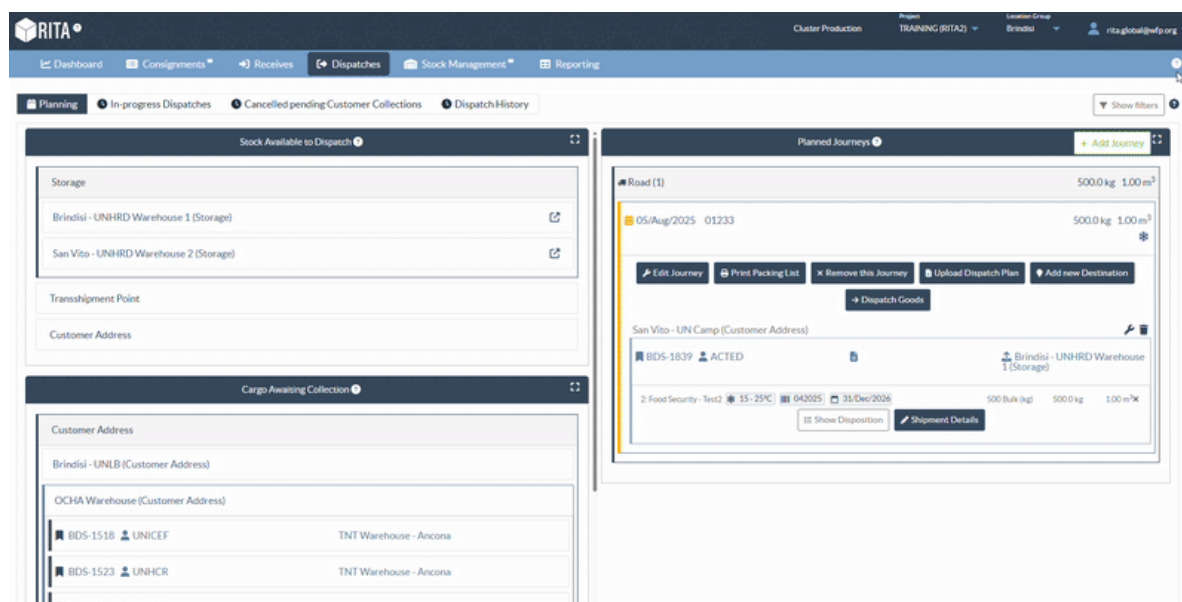 RITA
Cluster Production
Project
TRAINING (RITA2)
Location Group
Brindisi
rita.global@wfp.org
Dashboard
Consignments
Receives
Dispatches
Stock Management
Reporting
Planning
In-progress Dispatches
Cancelled pending Customer Collections
Dispatch History
Show filters
Stock Available to Dispatch
Storage
Brindisi - UNHRD Warehouse 1 (Storage)
San Vito - UNHRD Warehouse 2 (Storage)
Transshipment Point
Customer Address
Cargo Awaiting Collection
Customer Address
Brindisi - UNLB (Customer Address)
OCHA Warehouse (Customer Address)
BDS-1518 UNICEF TNT Warehouse - Ancona
BDS-1523 UNHCR TNT Warehouse - Ancona
Planned Journeys
+ Add Journey
Road (1) 500.0 kg 1.00 m³
05/Aug/2025 01233 500.0 kg 1.00 m³
Edit Journey
Print Packing List
× Remove this Journey
Upload Dispatch Plan
Add new Destination
Dispatch Goods
San Vito - UN Camp (Customer Address)
BDS-1839 ACTED Brindisi - UNHRD Warehouse
1 (Storage)
2: Food Security - Test2 15 - 25°C 042025 31/Dec/2026 500 Bulk (kg) 500.0 kg 1.00 m³ ×
Show Disposition
Shipment Details